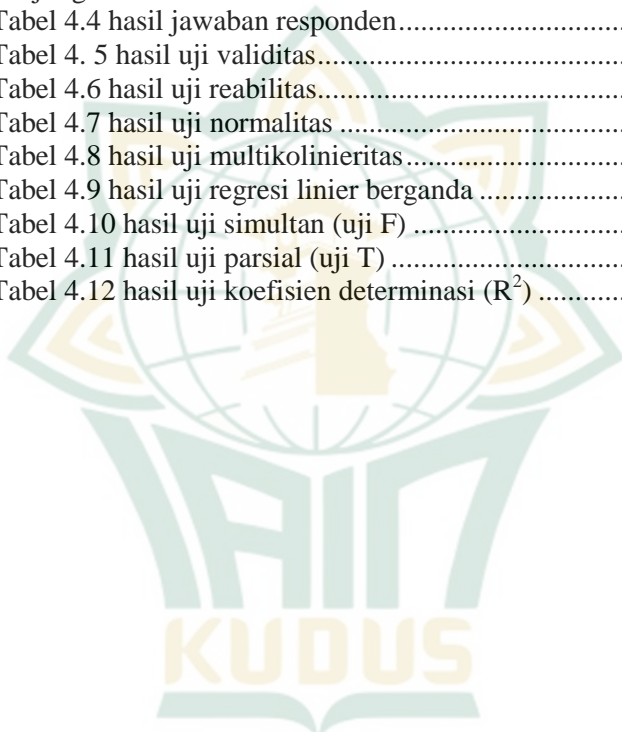 Tabel 4.4 hasil jawaban responden.......................................
Tabel 4. 5 hasil uji validitas....................................................
Tabel 4.6 hasil uji reabilitas...................................................
Tabel 4.7 hasil uji normalitas ................................................
Tabel 4.8 hasil uji multikolinieritas.....................................
Tabel 4.9 hasil uji regresi linier berganda .........................
Tabel 4.10 hasil uji simultan (uji F) ...................................
Tabel 4.11 hasil uji parsial (uji T) .......................................
Tabel 4.12 hasil uji koefisien determinasi (R²) ............
IAIN
KUDUS